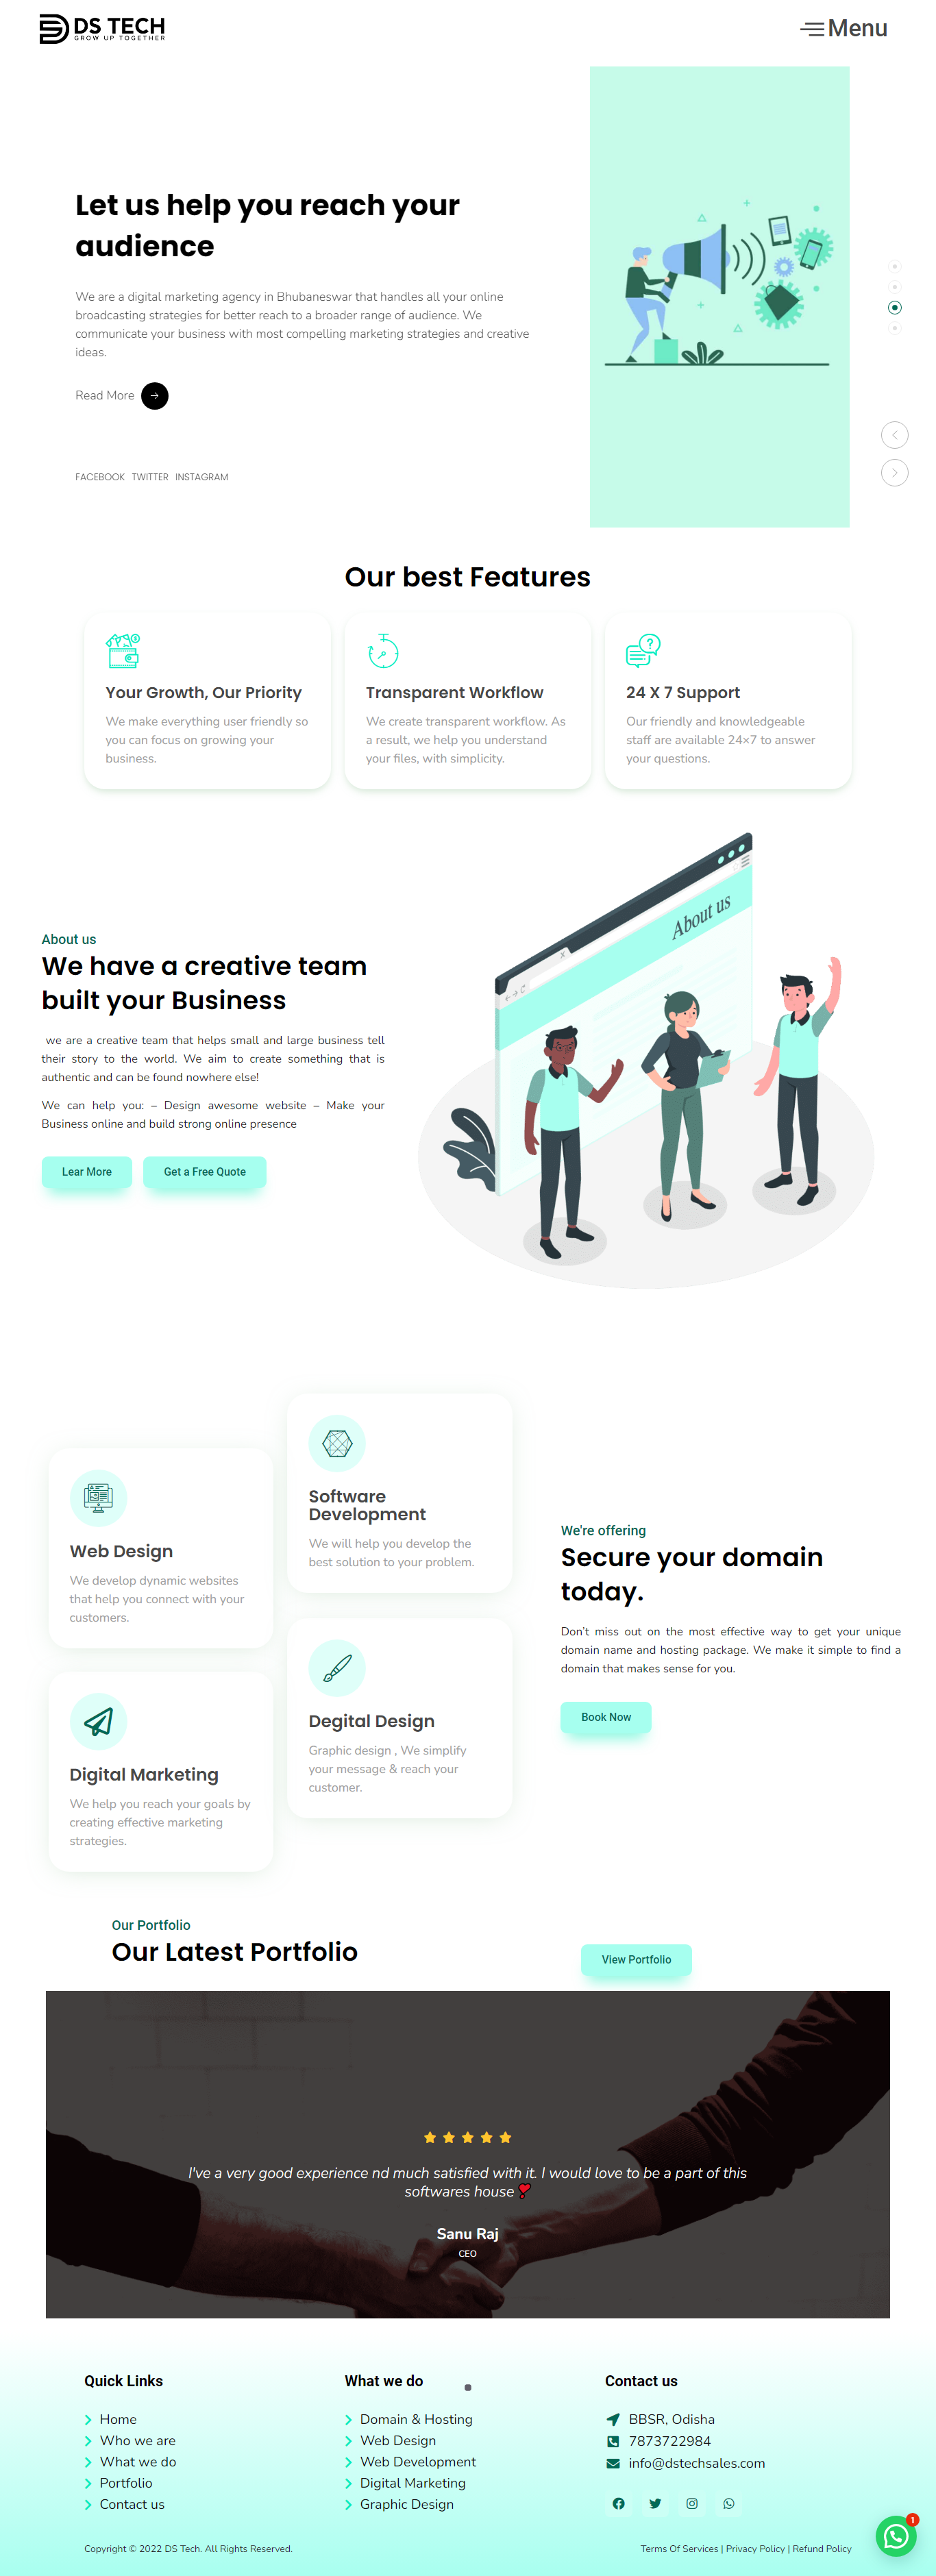 DS TECH
GROW UP TOGETHER
Menu
Let us help you reach your
audience
We are a digital marketing agency in Bhubaneswar that handles all your online
broadcasting strategies for better reach to a broader range of audience. We
communicate your business with most compelling marketing strategies and creative
ideas.
Read More
FACEBOOK TWITTER INSTAGRAM
Our best Features
Your Growth, Our Priority
We make everything user friendly so
you can focus on growing your
business.
Transparent Workflow
We create transparent workflow. As
a result, we help you understand
your files, with simplicity.
24 X 7 Support
Our friendly and knowledgeable
staff are available 24×7 to answer
your questions.
About us
About us
We have a creative team
built your Business
we are a creative team that helps small and large business tell
their story to the world. We aim to create something that is
authentic and can be found nowhere else!
We can help you: – Design awesome website – Make your
Business online and build strong online presence
Lear More
Get a Free Quote
Web Design
We develop dynamic websites
that help you connect with your
customers.
Digital Marketing
We help you reach your goals by
creating effective marketing
strategies.
Software
Development
We will help you develop the
best solution to your problem.
Degital Design
Graphic design , We simplify
your message & reach your
customer.
We're offering
Secure your domain
today.
Don't miss out on the most effective way to get your unique
domain name and hosting package. We make it simple to find a
domain that makes sense for you.
Book Now
Our Portfolio
Our Latest Portfolio
View Portfolio
I've a very good experience nd much satisfied with it. I would love to be a part of this
softwares house❣️
Sanu Raj
CEO
Quick Links
Home
Who we are
What we do
Portfolio
Contact us
What we do
Domain & Hosting
Web Design
Web Development
Digital Marketing
Graphic Design
Contact us
BBSR, Odisha
7873722984
info@dstechsales.com
1
Copyright © 2022 DS Tech. All Rights Reserved.
Terms Of Services | Privacy Policy | Refund Policy